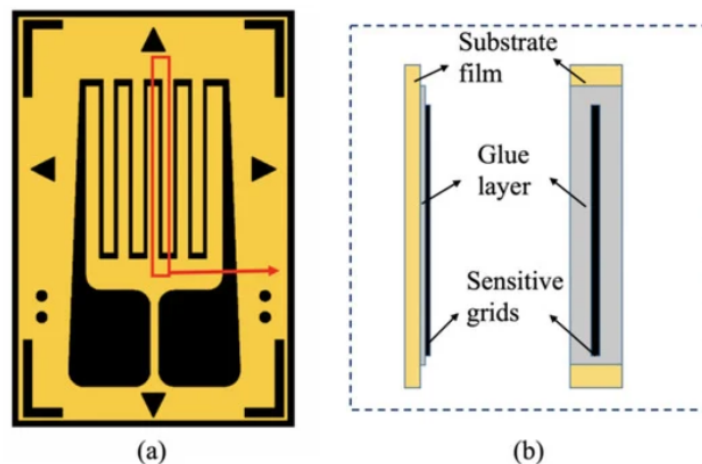 Substrate
film
Glue
layer
Sensitive
grids
(a)
(b)